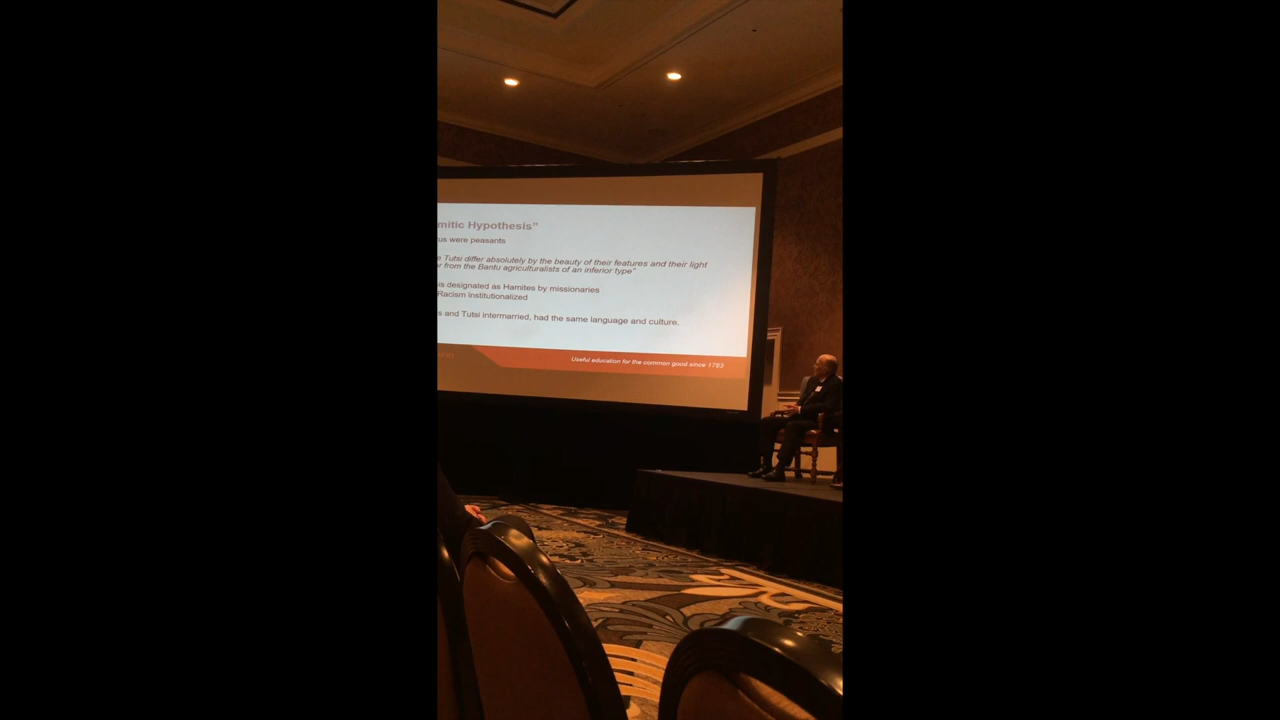 mitic Hypothesis"
us were peasants
e Tutsi differ absolutely by the beauty of their features and their light
r from the Bantu agriculturalists of an inferior type"
is designated as Hamites by missionaries
Racism Institutionalized
s and Tutsi intermarried, had the same language and culture.
Useful education for the common good since 1793